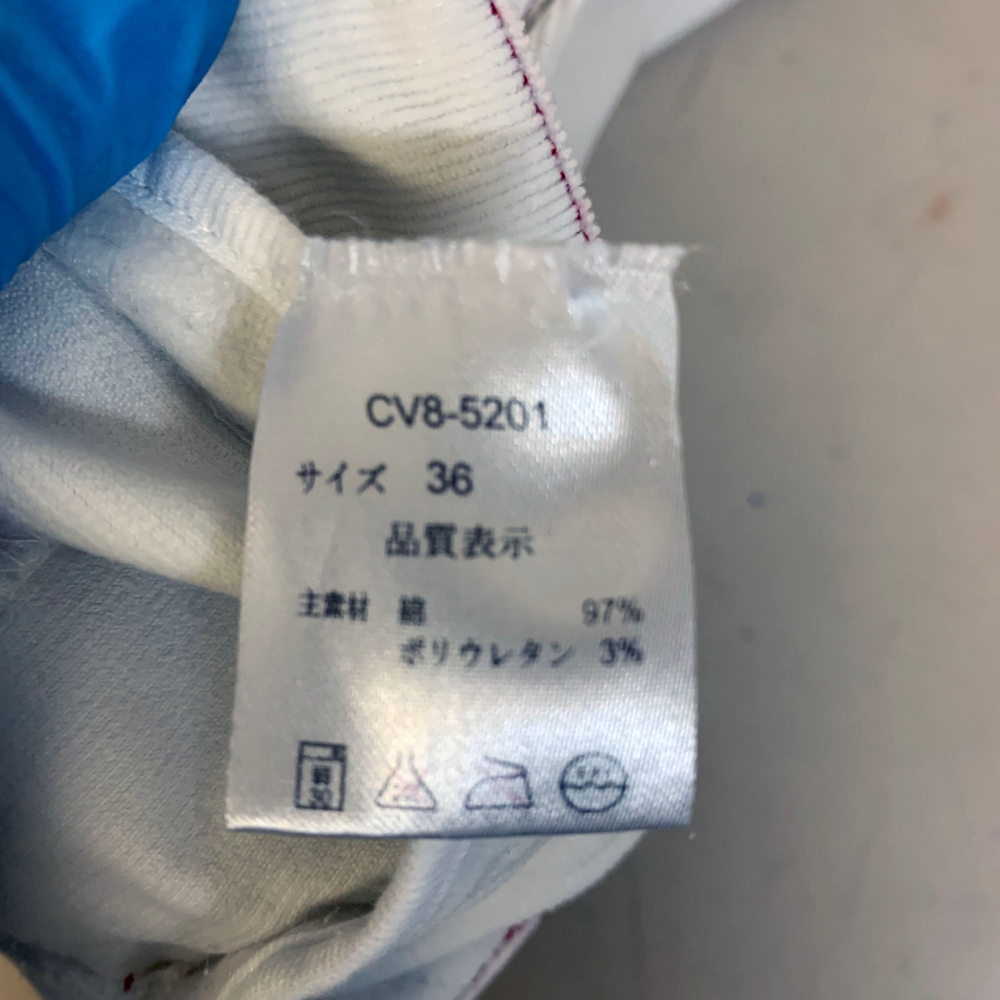 CV8-5201
サイズ 36
品質表示
主素材 綿 97%
ポリウレタン 3%
30